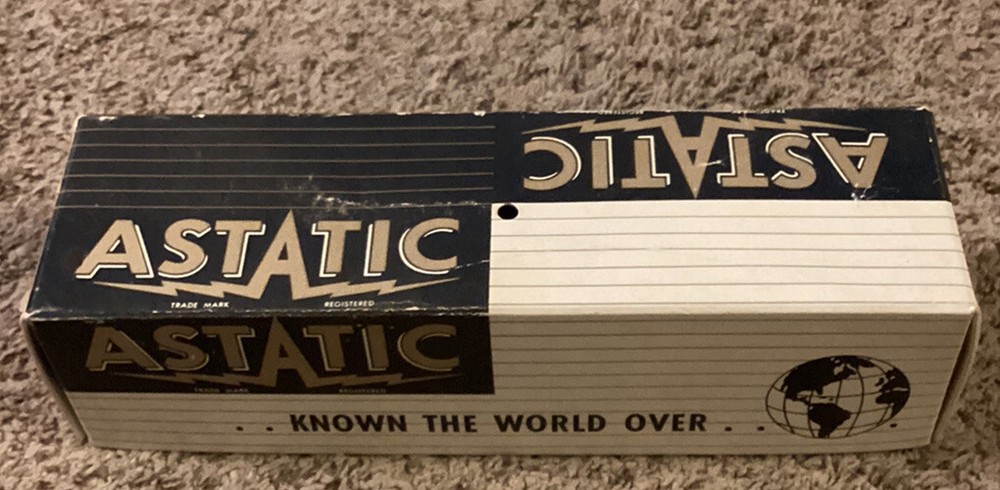 ASTATIC
ASTATIC
TRADE MARK REGISTERED
ASTATIC
TRADE MARK REGISTERED
. . KNOWN THE WORLD OVER . . .